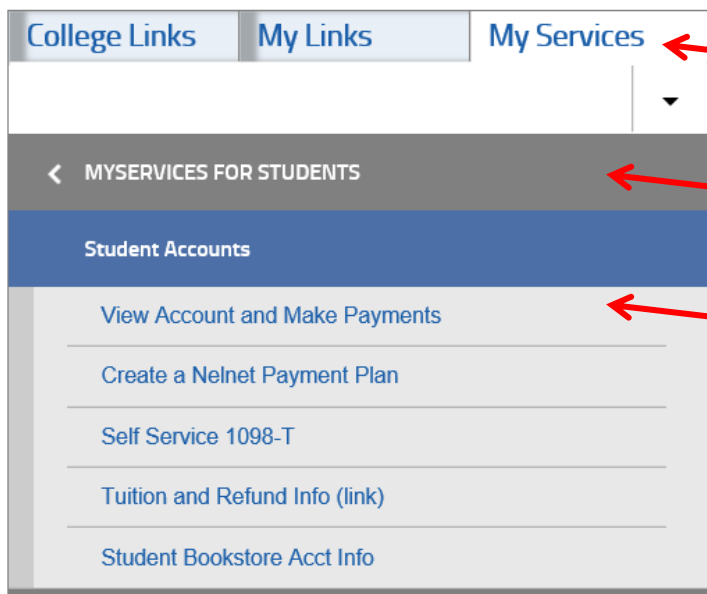 College Links My Links My Services
MYSERVICES FOR STUDENTS
Student Accounts
View Account and Make Payments
Create a Nelnet Payment Plan
Self Service 1098-T
Tuition and Refund Info (link)
Student Bookstore Acct Info